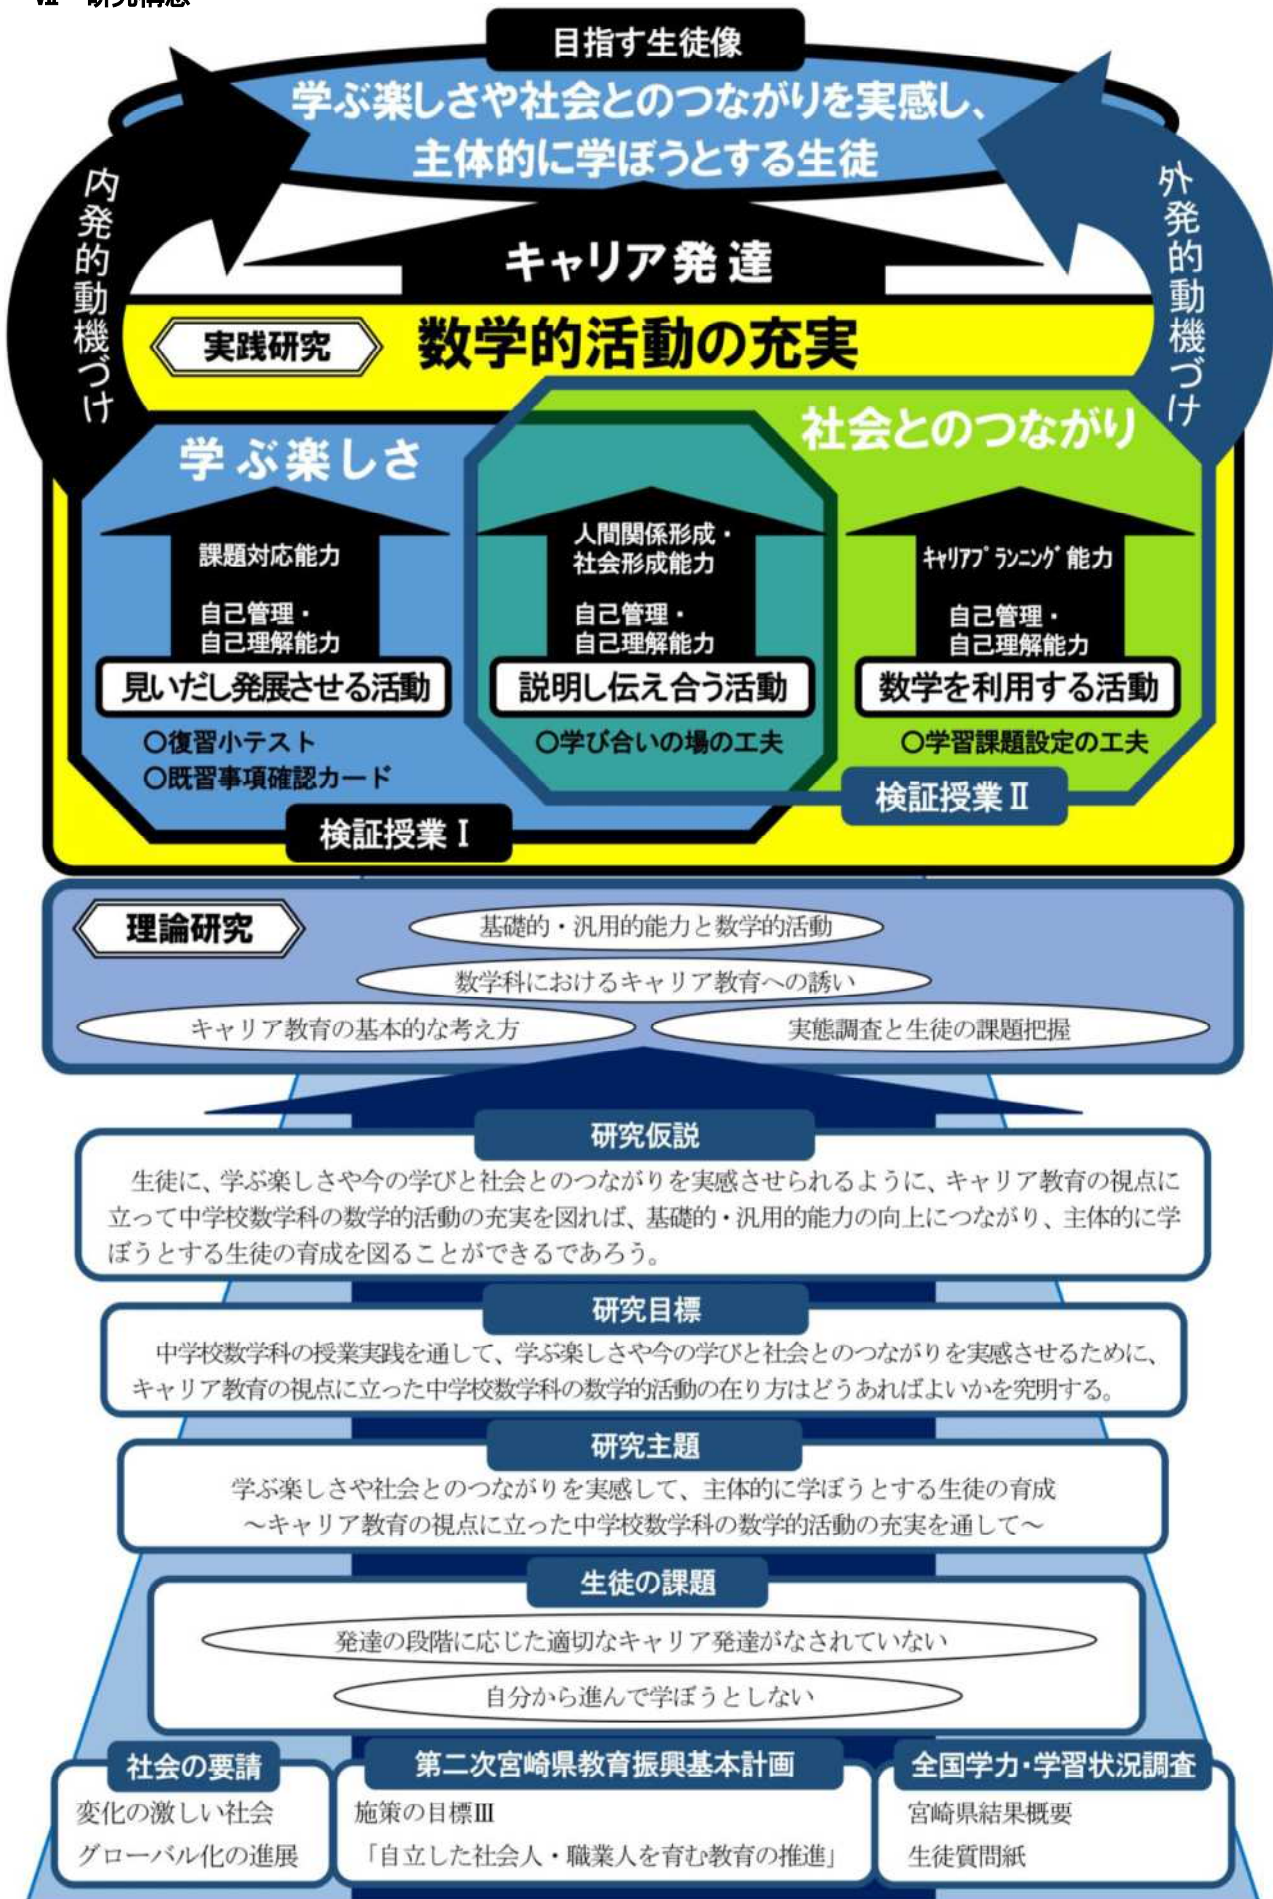 Ⅶ 研究構想
目指す生徒像
学ぶ楽しさや社会とのつながりを実感し、
主体的に学ぼうとする生徒
内発的動機づけ
外発的動機づけ
キャリア発達
実践研究
数学的活動の充実
学ぶ楽しさ
社会とのつながり
課題対応能力
自己管理・
自己理解能力
見いだし発展させる活動
○復習小テスト
○既習事項確認カード
検証授業Ⅰ
人間関係形成・
社会形成能力
自己管理・
自己理解能力
説明し伝え合う活動
○学び合いの場の工夫
ｷｬﾘｱﾌﾟﾗﾝﾆﾝｸﾞ能力
自己管理・
自己理解能力
数学を利用する活動
○学習課題設定の工夫
検証授業Ⅱ
理論研究
基礎的・汎用的能力と数学的活動
数学科におけるキャリア教育への誘い
キャリア教育の基本的な考え方
実態調査と生徒の課題把握
研究仮説
生徒に、学ぶ楽しさや今の学びと社会とのつながりを実感させられるように、キャリア教育の視点に
立って中学校数学科の数学的活動の充実を図れば、基礎的・汎用的能力の向上につながり、主体的に学
ぼうとする生徒の育成を図ることができるであろう。
研究目標
中学校数学科の授業実践を通して、学ぶ楽しさや今の学びと社会とのつながりを実感させるために、
キャリア教育の視点に立った中学校数学科の数学的活動の在り方はどうあればよいかを究明する。
研究主題
学ぶ楽しさや社会とのつながりを実感して、主体的に学ぼうとする生徒の育成
～キャリア教育の視点に立った中学校数学科の数学的活動の充実を通して～
生徒の課題
発達の段階に応じた適切なキャリア発達がなされていない
自分から進んで学ぼうとしない
社会の要請
変化の激しい社会
グローバル化の進展
第二次宮崎県教育振興基本計画
施策の目標Ⅲ
「自立した社会人・職業人を育む教育の推進」
全国学力・学習状況調査
宮崎県結果概要
生徒質問紙